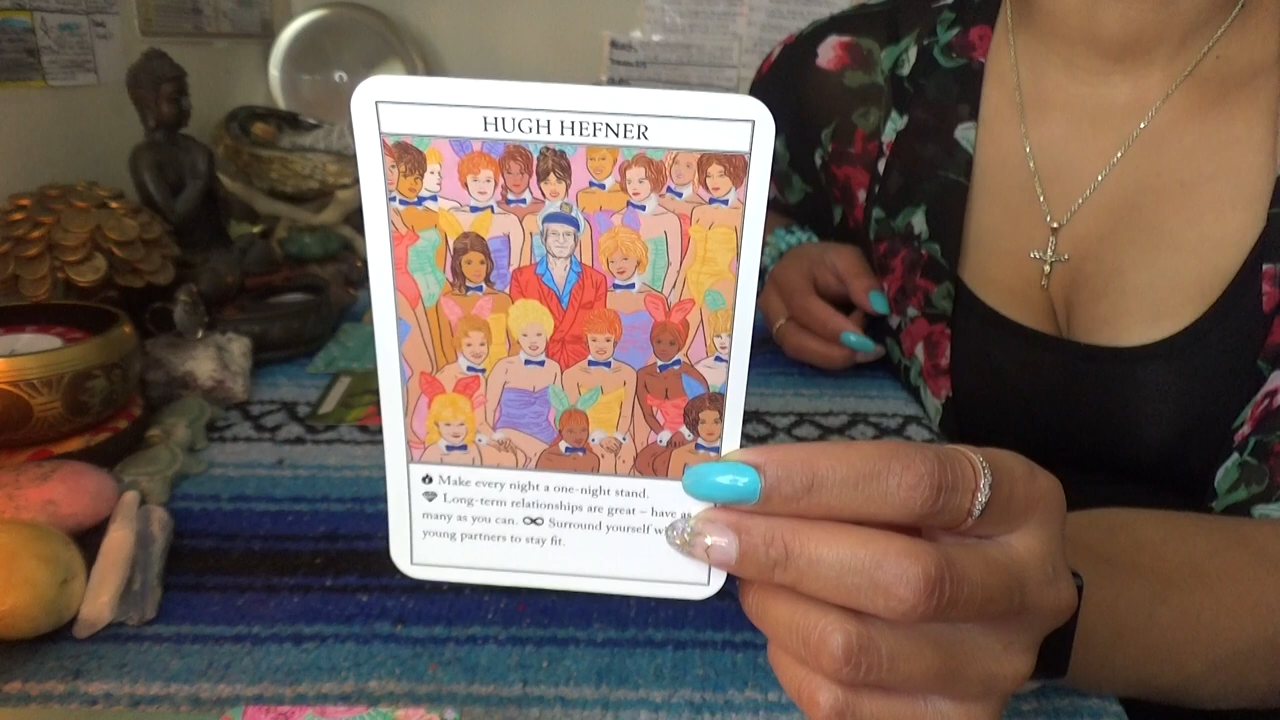 HUGH HEFNER
Make every night a one-night stand.
Long-term relationships are great – have as
many as you can. Surround yourself
young partners to stay fit.